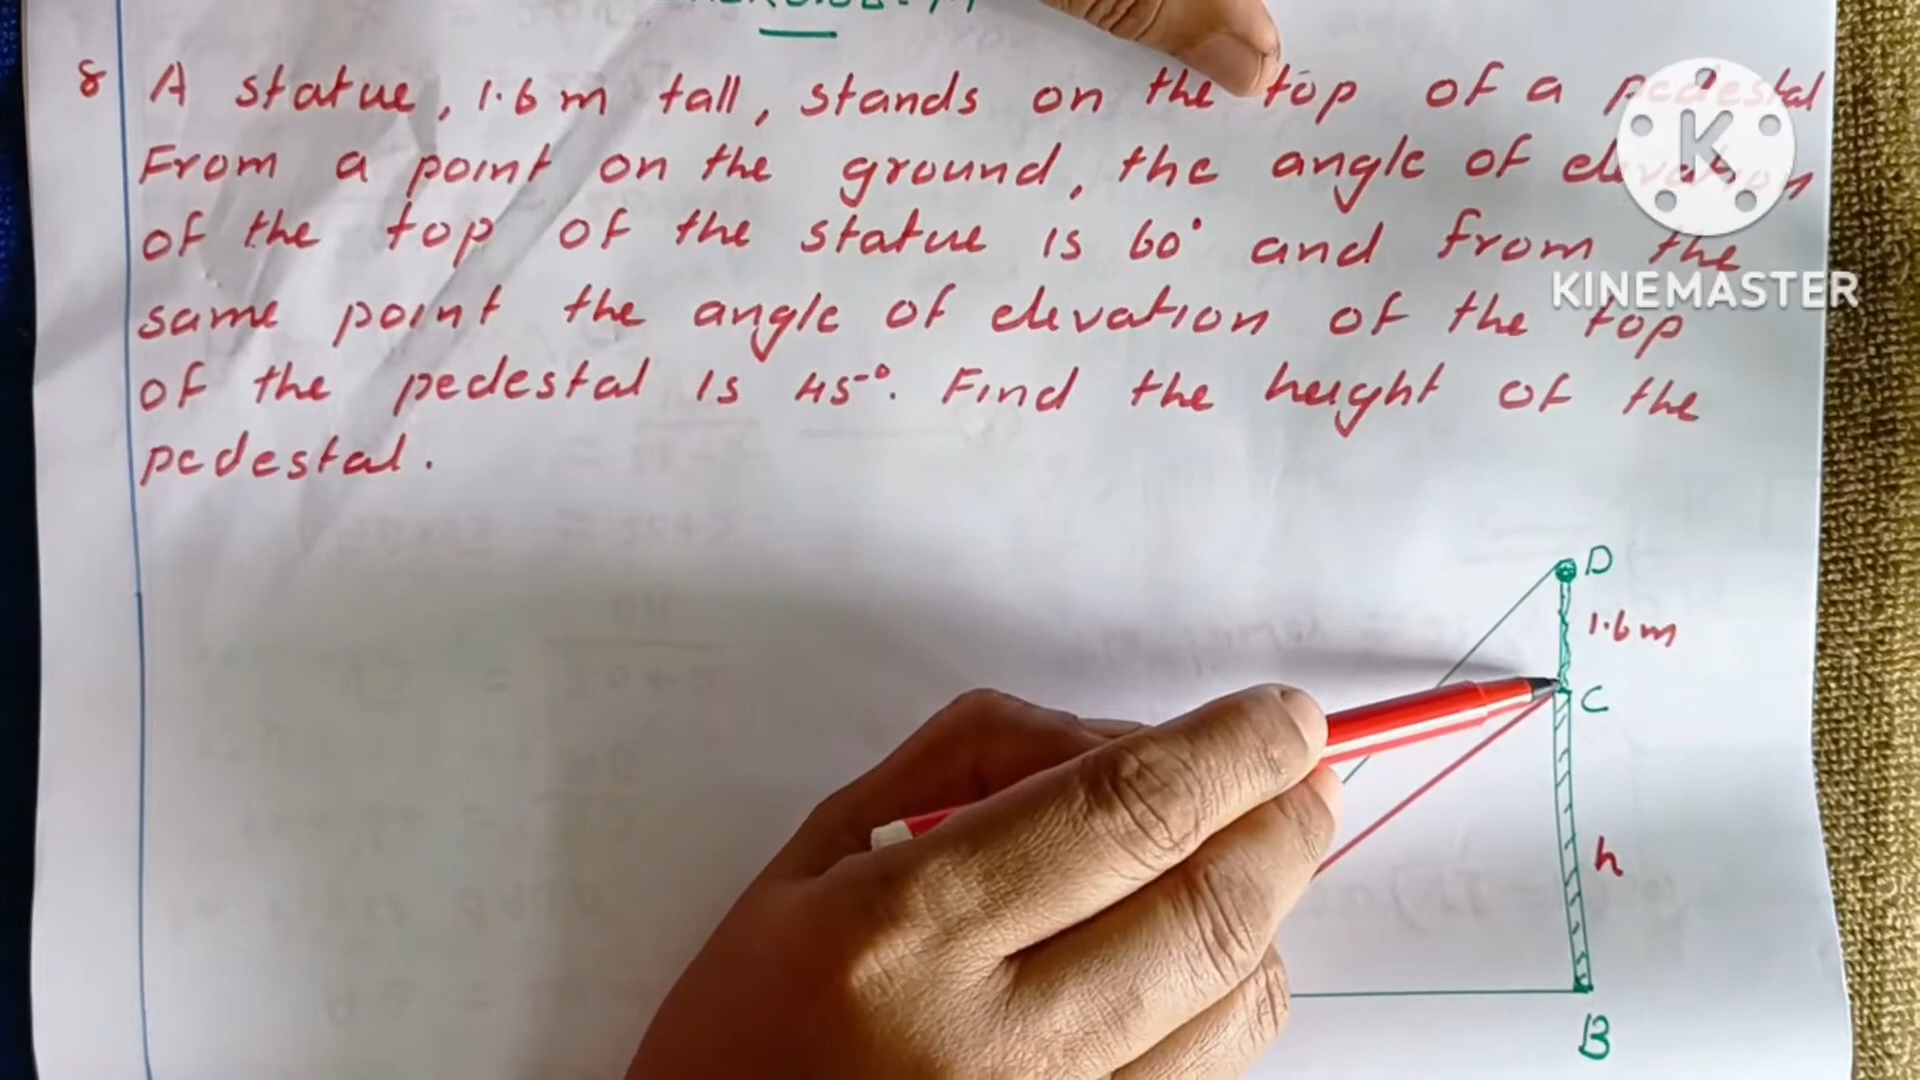 8 A statue, 1.6 m tall, stands on the top of a pedestal
From a point on the ground, the angle of elevation
of the top of the statue is 60° and from the
same point the angle of elevation of the top
of the pedestal is 45°. Find the height of the
pedestal.
K
KINEMASTER
D
1.6m
C
h
B